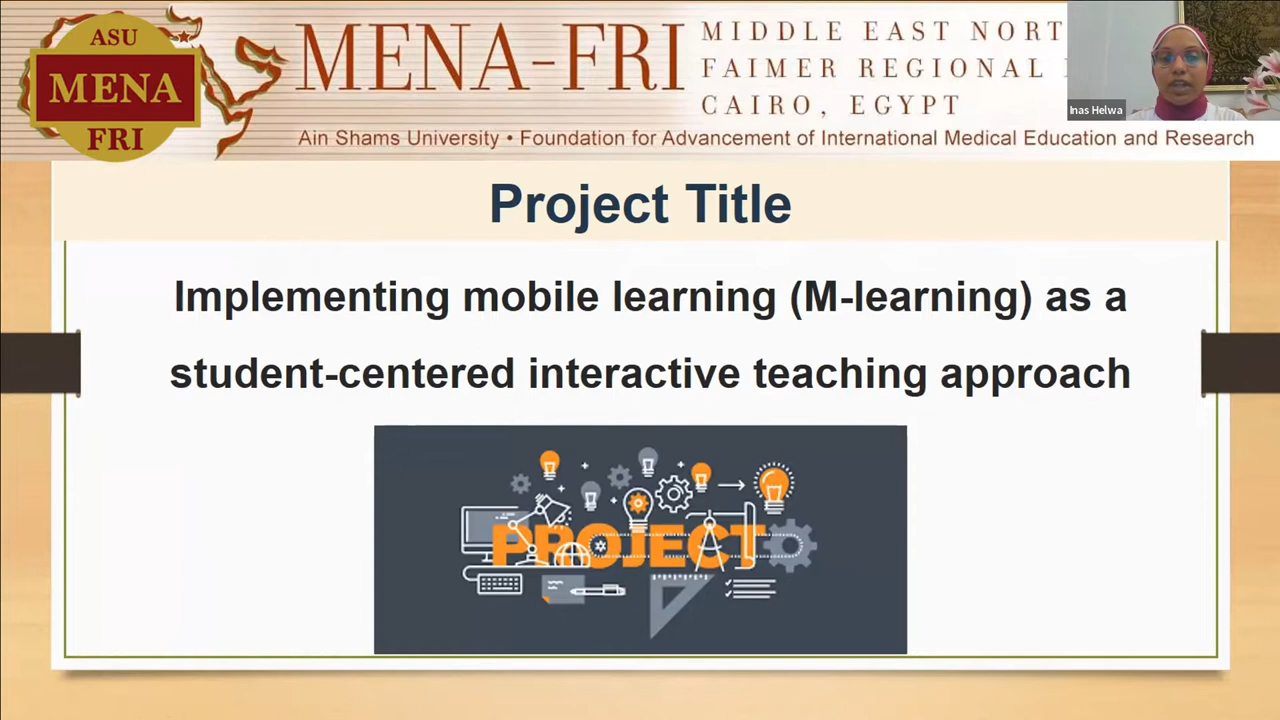 ASU
MENA
FRI
MENA-FRI
MIDDLE EAST NORT
FAIMER REGIONAL
CAIRO, EGYPT
Inas Helwa
Ain Shams University • Foundation for Advancement of International Medical Education and Research
Project Title
Implementing mobile learning (M-learning) as a
student-centered interactive teaching approach
PROJECT